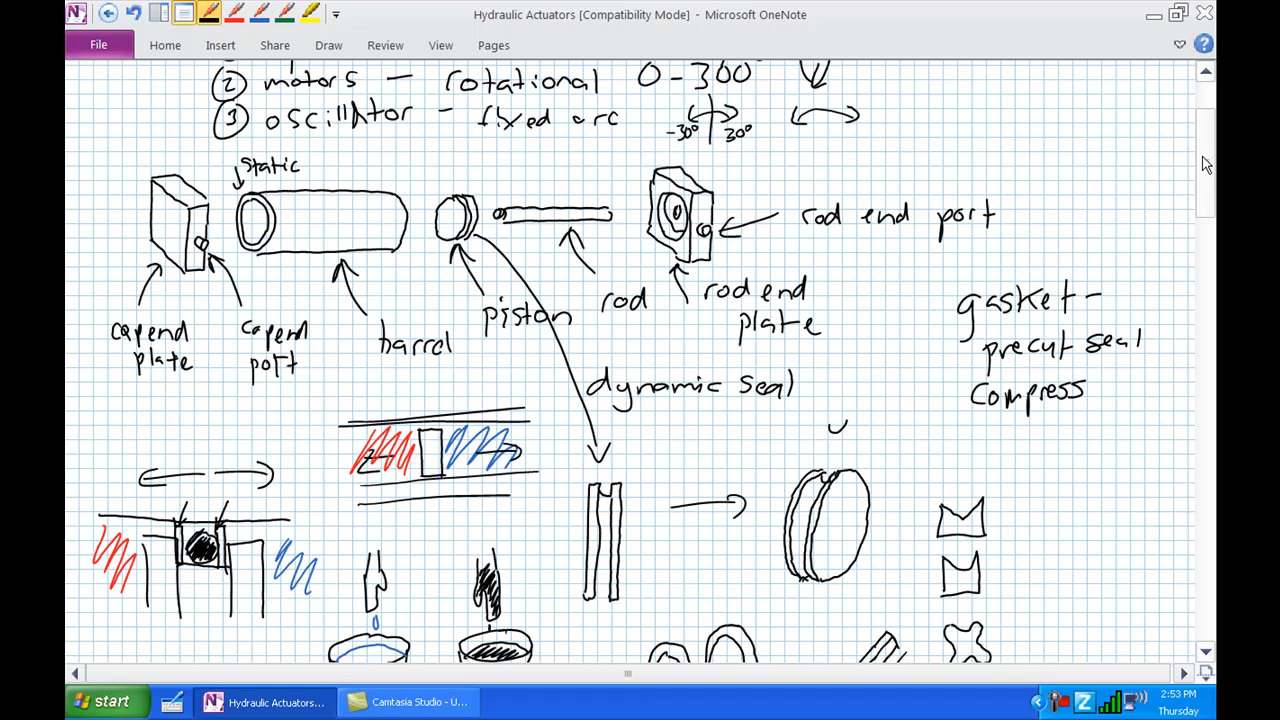 Hydraulic Actuators [Compatibility Mode] - Microsoft OneNote
File Home Insert Share Draw Review View Pages
2 motors - rotational 0-300°
3 oscillator - fixed arc
-30° 30°
static
rod end port
capend
plate
capend
port
barrel
piston
rod
rod end
plate
gasket -
precut seal
compress
dynamic seal
start
Hydraulic Actuators...
Camtasia Studio - U...
2:53 PM
Thursday